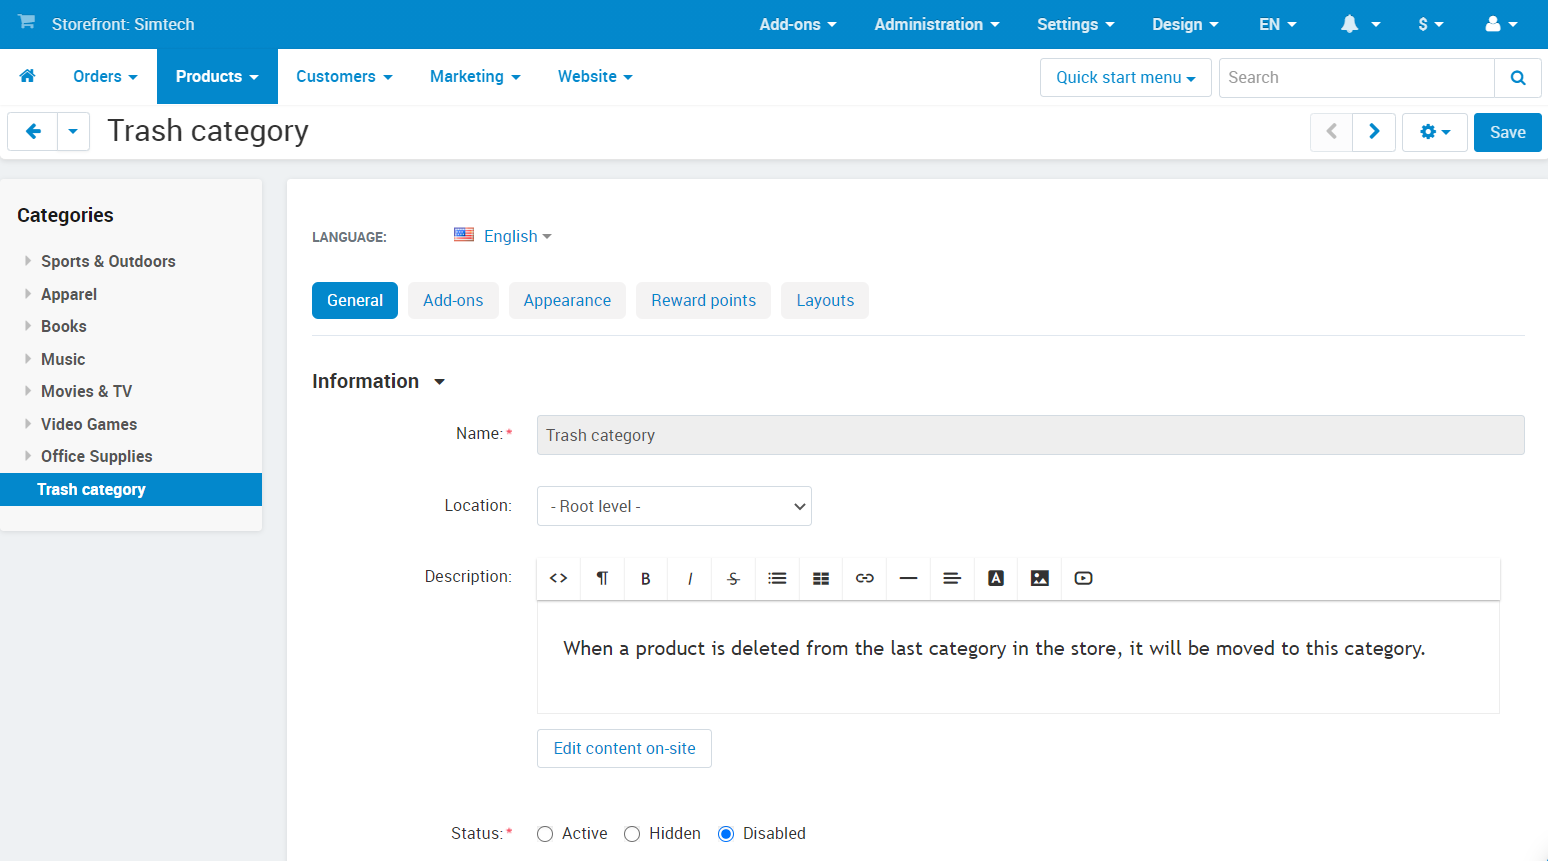 Storefront: Simtech
Add-ons
Administration
Settings
Design
EN
$
Orders
Products
Customers
Marketing
Website
Quick start menu
Search
Trash category
Save
Categories
Sports & Outdoors
Apparel
Books
Music
Movies & TV
Video Games
Office Supplies
Trash category
LANGUAGE:
English
General
Add-ons
Appearance
Reward points
Layouts
Information
Name:*
Trash category
Location:
- Root level -
Description:
When a product is deleted from the last category in the store, it will be moved to this category.
Edit content on-site
Status:*
Active
Hidden
Disabled